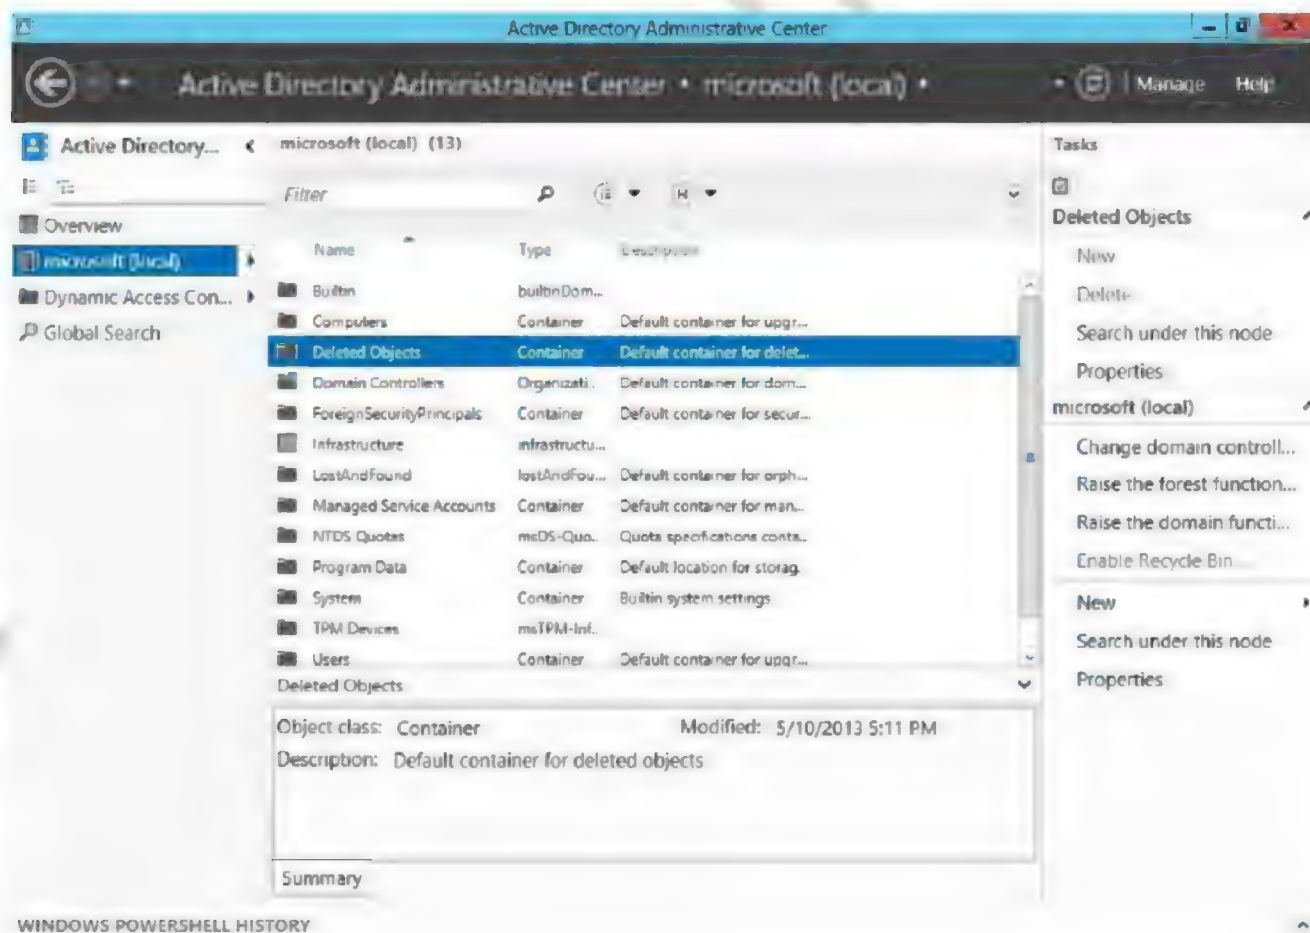 Active Directory Administrative Center
Active Directory Administrative Center • microsoft (local) •
Manage Help
Active Directory...
Overview
microsoft (local)
Dynamic Access Con...
Global Search
microsoft (local) (13)
Filter
Name Type Description
Builtin builtinDom...
Computers Container Default container for upgr...
Deleted Objects Container Default container for delet...
Domain Controllers Organizati.. Default container for dom...
ForeignSecurityPrincipals Container Default container for secur...
Infrastructure infrastructu...
LostAndFound lostAndFou... Default container for orph...
Managed Service Accounts Container Default container for man...
NTDS Quotas msDS-Quo.. Quota specifications conta..
Program Data Container Default location for storag.
System Container Builtin system settings
TPM Devices msTPM-Inf..
Users Container Default container for upgr...
Deleted Objects
Object class: Container Modified: 5/10/2013 5:11 PM
Description: Default container for deleted objects
Summary
Tasks
Deleted Objects
New
Delete
Search under this node
Properties
microsoft (local)
Change domain controll...
Raise the forest function...
Raise the domain functi...
Enable Recycle Bin ...
New
Search under this node
Properties
WINDOWS POWERSHELL HISTORY